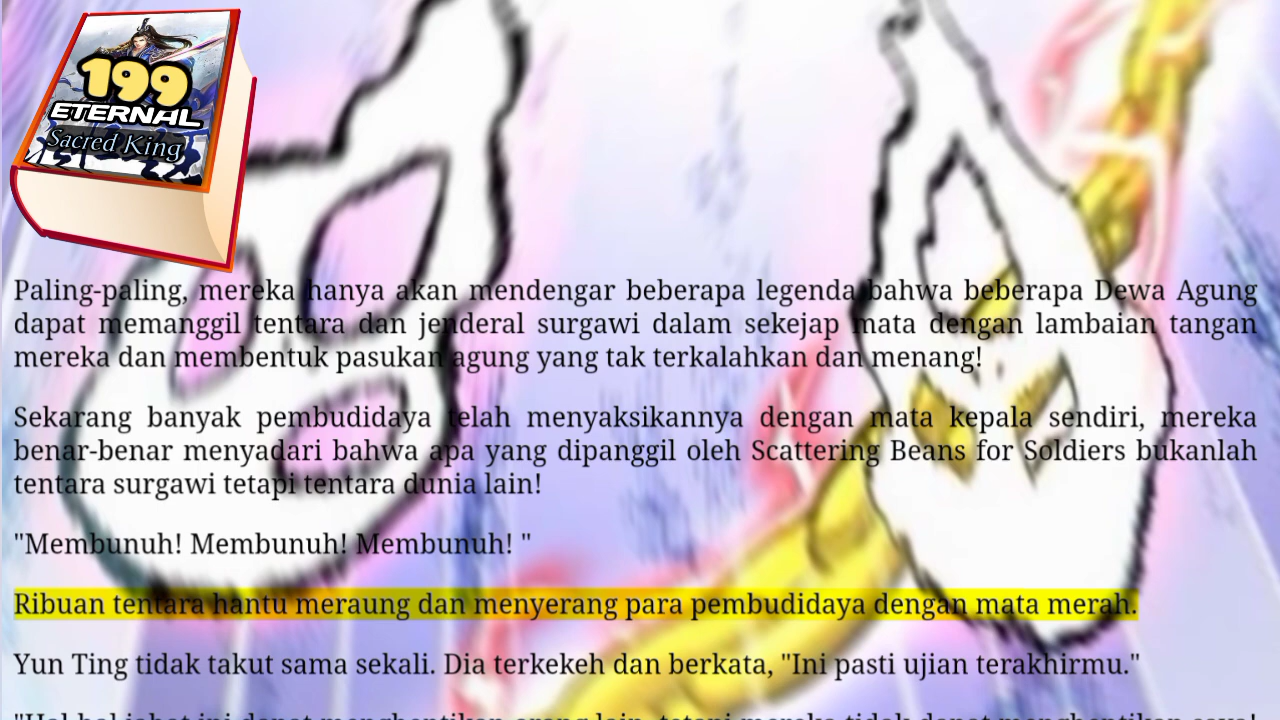 199
ETERNAL
Sacred King
Paling-paling, mereka hanya akan mendengar beberapa legenda bahwa beberapa Dewa Agung
dapat memanggil tentara dan jenderal surgawi dalam sekejap mata dengan lambaian tangan
mereka dan membentuk pasukan agung yang tak terkalahkan dan menang!
Sekarang banyak pembudidaya telah menyaksikannya dengan mata kepala sendiri, mereka
benar-benar menyadari bahwa apa yang dipanggil oleh Scattering Beans for Soldiers bukanlah
tentara surgawi tetapi tentara dunia lain!
"Membunuh! Membunuh! Membunuh! "
Ribuan tentara hantu meraung dan menyerang para pembudidaya dengan mata merah.
Yun Ting tidak takut sama sekali. Dia terkekeh dan berkata, "Ini pasti ujian terakhirmu."